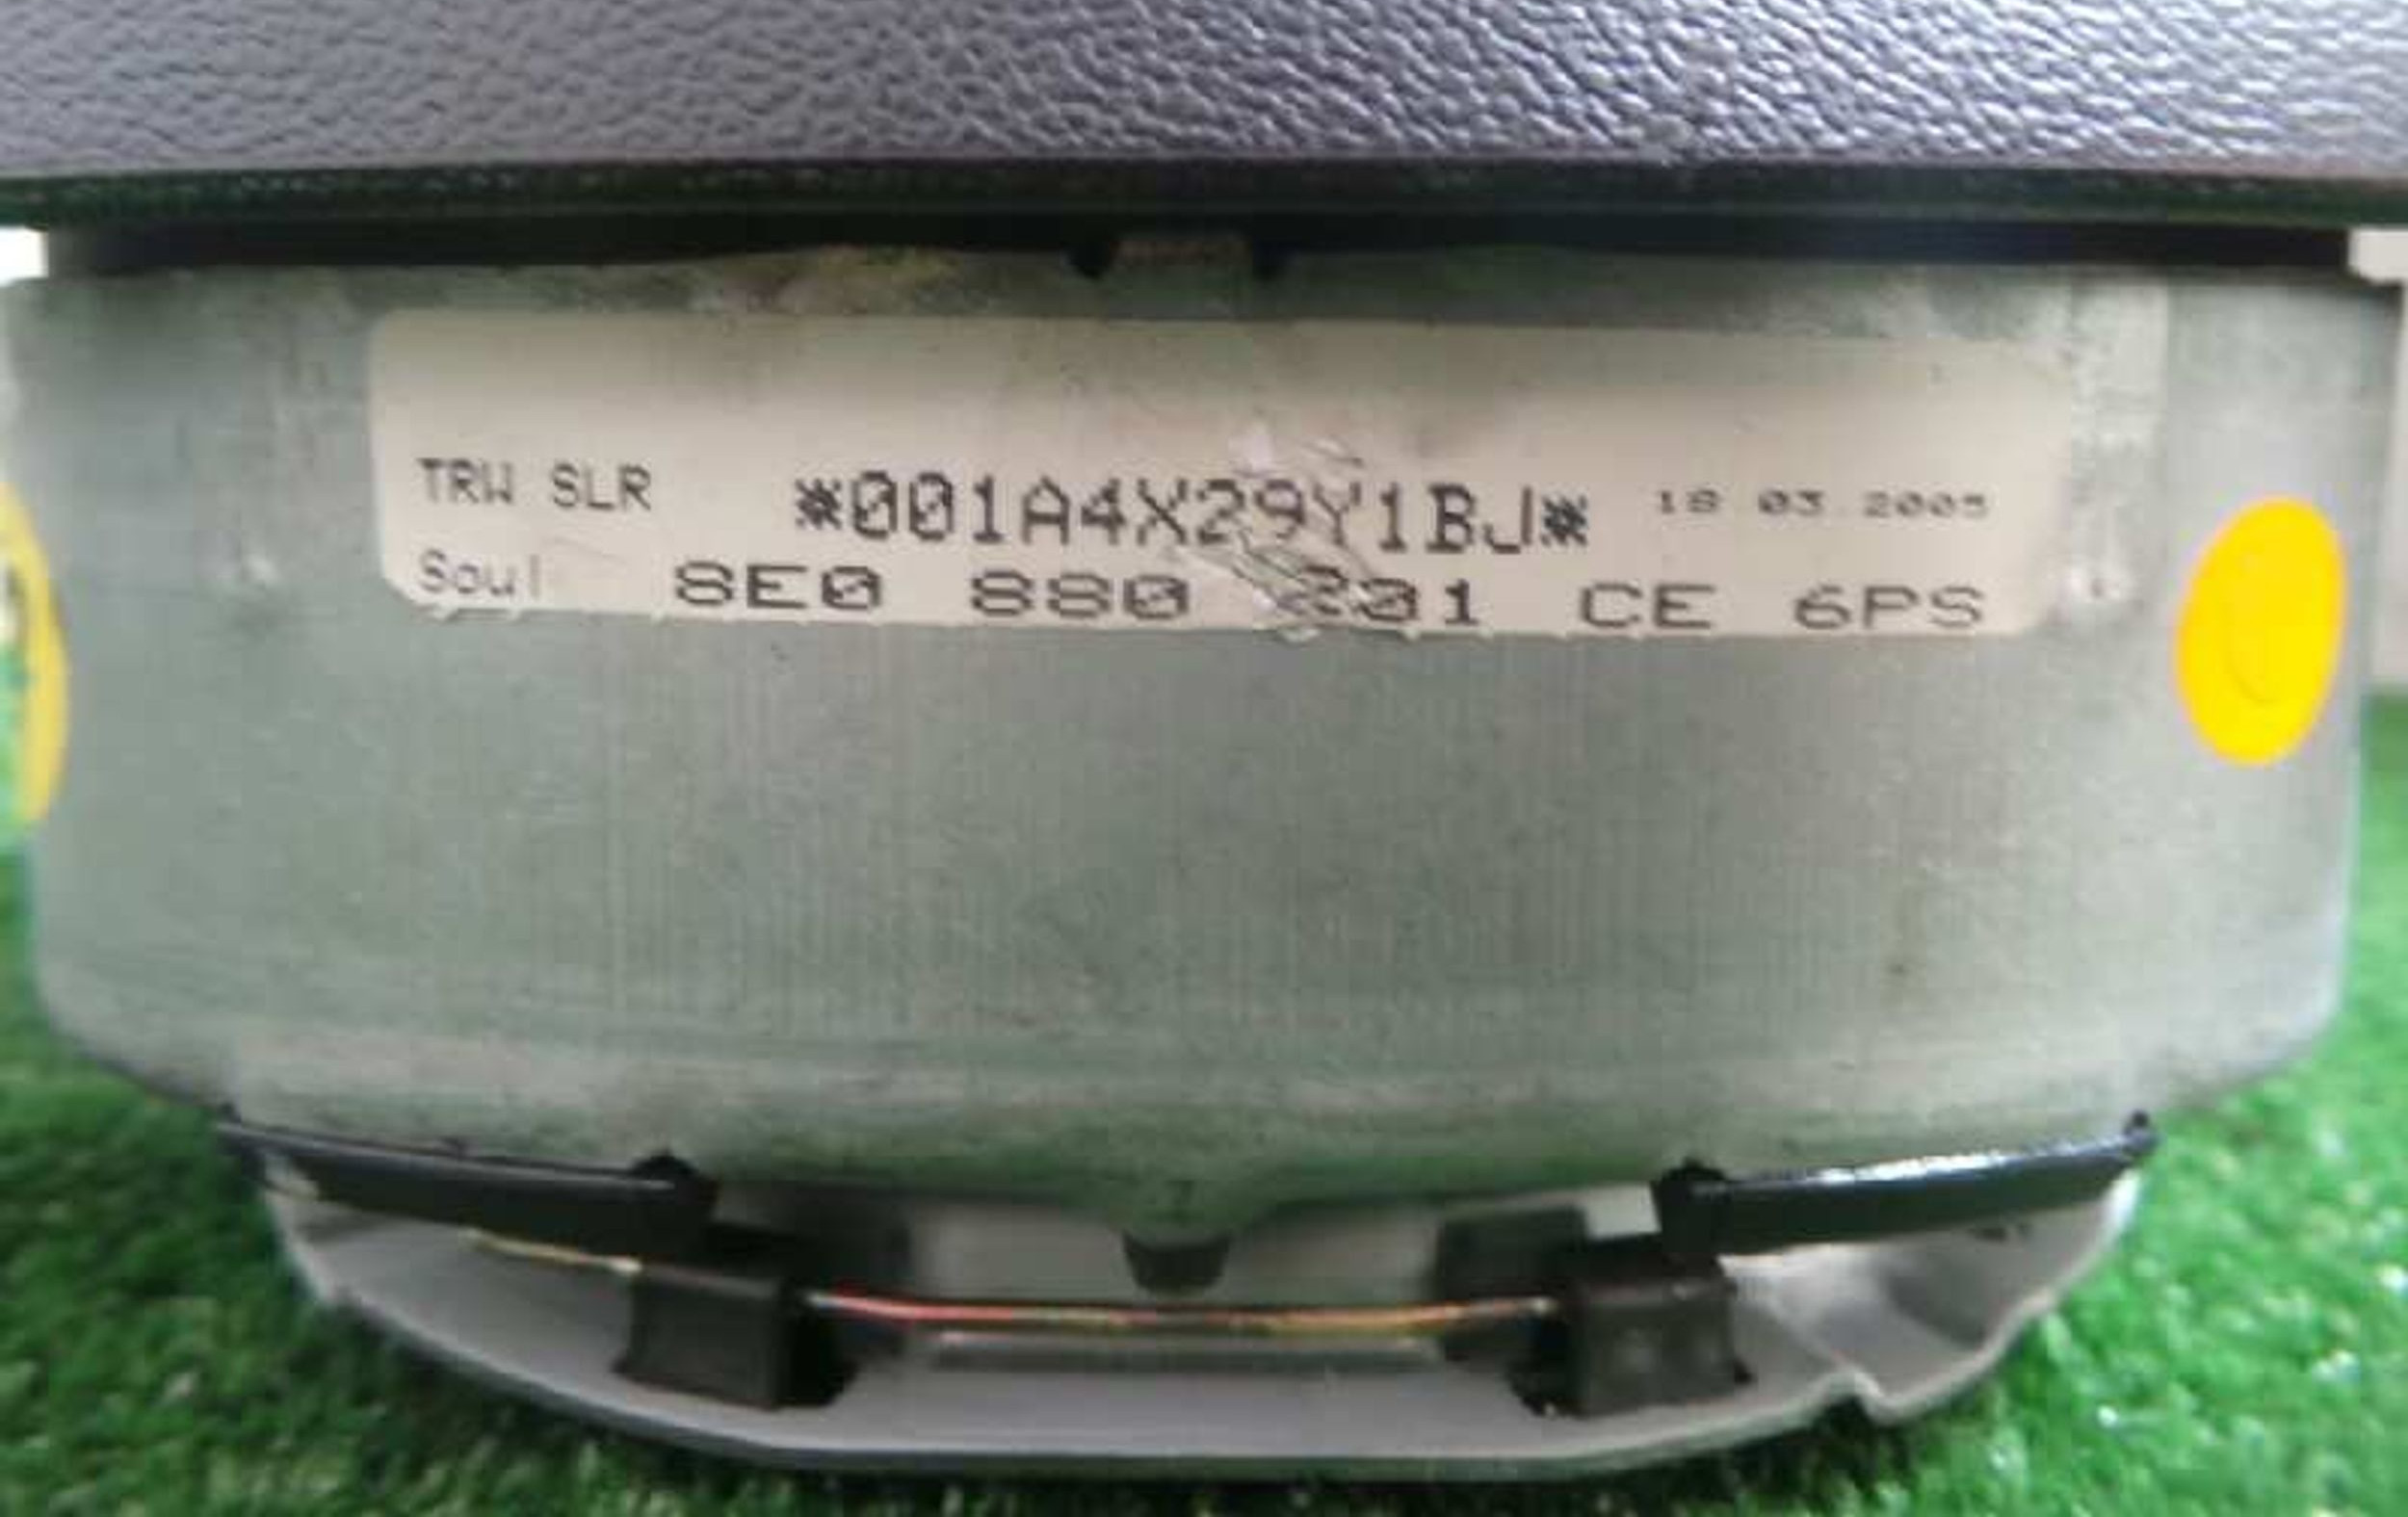 TRW SLR *001A4X29Y1BJ* 18 03 2005
Soul 8E0 880 201 CE 6PS